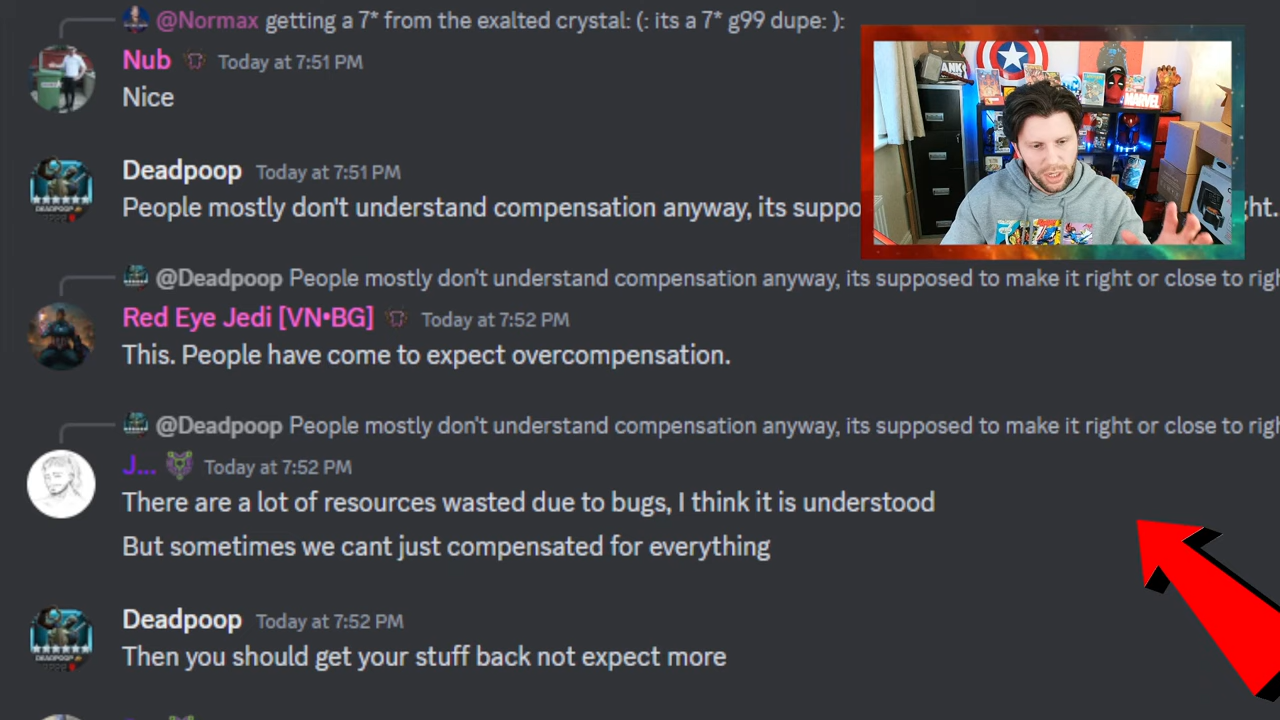 @Normax getting a 7* from the exalted crystal: (: its a 7* g99 dupe: ):
Nub Today at 7:51 PM
Nice
Deadpoop Today at 7:51 PM
People mostly don't understand compensation anyway, its suppo ht.
@Deadpoop People mostly don't understand compensation anyway, its supposed to make it right or close to righ
Red Eye Jedi [VN•BG] Today at 7:52 PM
This. People have come to expect overcompensation.
@Deadpoop People mostly don't understand compensation anyway, its supposed to make it right or close to righ
J... Today at 7:52 PM
There are a lot of resources wasted due to bugs, I think it is understood
But sometimes we cant just compensated for everything
Deadpoop Today at 7:52 PM
Then you should get your stuff back not expect more
MARVEL